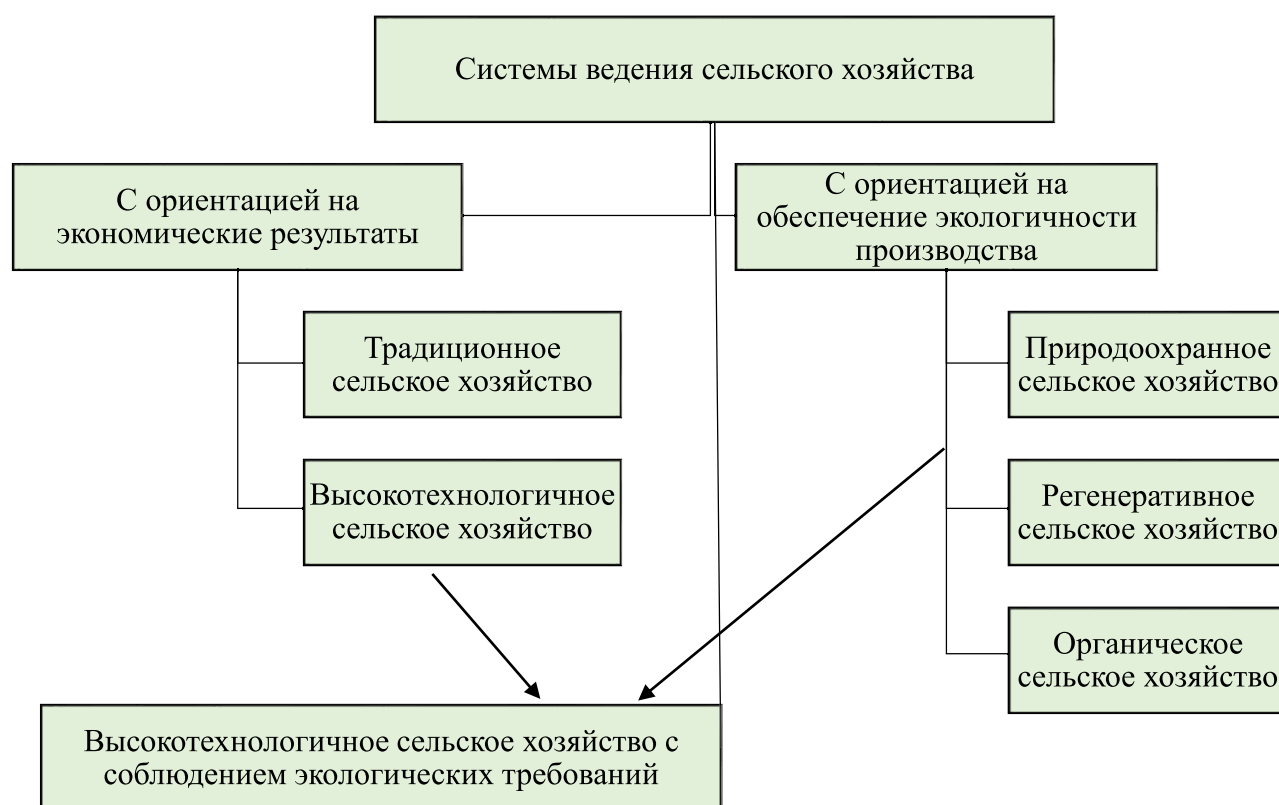 Системы ведения сельского хозяйства
С ориентацией на
экономические результаты
С ориентацией на
обеспечение экологичности
производства
Традиционное
сельское хозяйство
Природоохранное
сельское хозяйство
Высокотехнологичное
сельское хозяйство
Регенеративное
сельское хозяйство
Органическое
сельское хозяйство
Высокотехнологичное сельское хозяйство с
соблюдением экологических требований